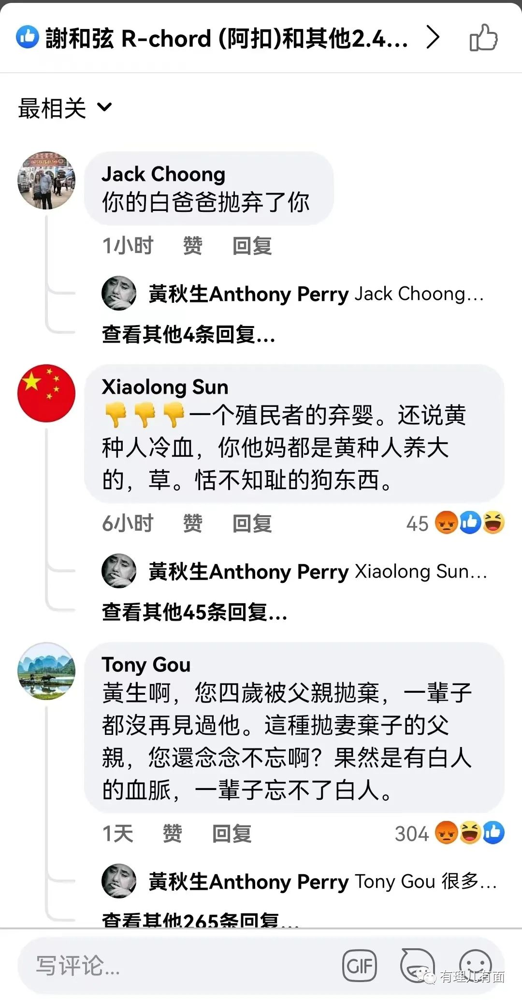 謝和弦 R-chord (阿扣)和其他2.4...
最相关
Jack Choong
你的白爸爸抛弃了你
1小时 赞 回复
黃秋生Anthony Perry Jack Choong...
查看其他4条回复...
Xiaolong Sun
👎👎👎一个殖民者的弃婴。还说黄
种人冷血，你他妈都是黄种人养大
的，草。恬不知耻的狗东西。
6小时 赞 回复 45
黃秋生Anthony Perry Xiaolong Sun...
查看其他45条回复...
Tony Gou
黃生啊，您四歲被父親拋棄，一輩子
都沒再見過他。這種拋妻棄子的父
親，您還念念不忘啊？果然是有白人
的血脈，一輩子忘不了白人。
1天 赞 回复 304
黃秋生Anthony Perry Tony Gou 很多...
查看其他265条回复...
写评论...
GIF
有理儿有面